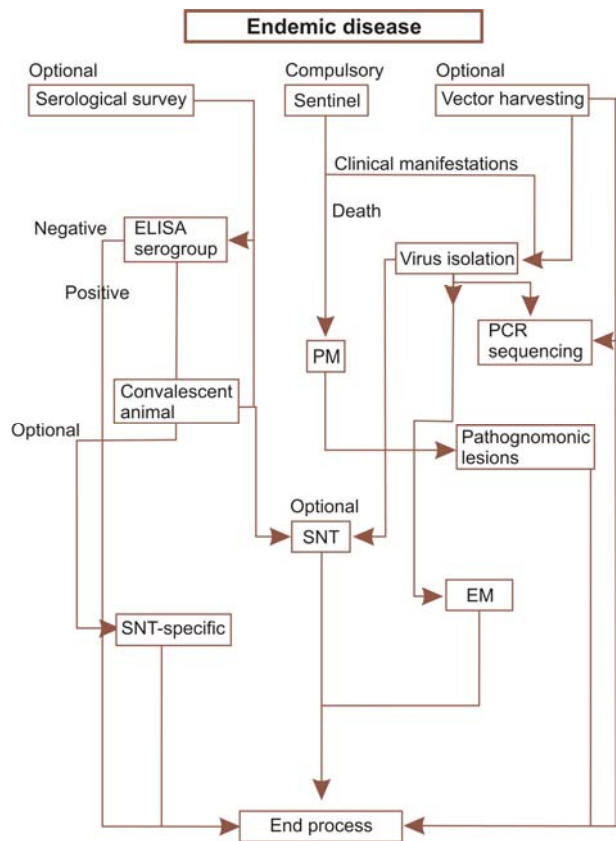 Endemic disease
Optional
Compulsory
Optional
Serological survey
Sentinel
Vector harvesting
Clinical manifestations
Negative
ELISA
serogroup
Death
Virus isolation
Positive
PCR
sequencing
PM
Convalescent
animal
Optional
Pathognomonic
lesions
Optional
SNT
EM
SNT-specific
End process